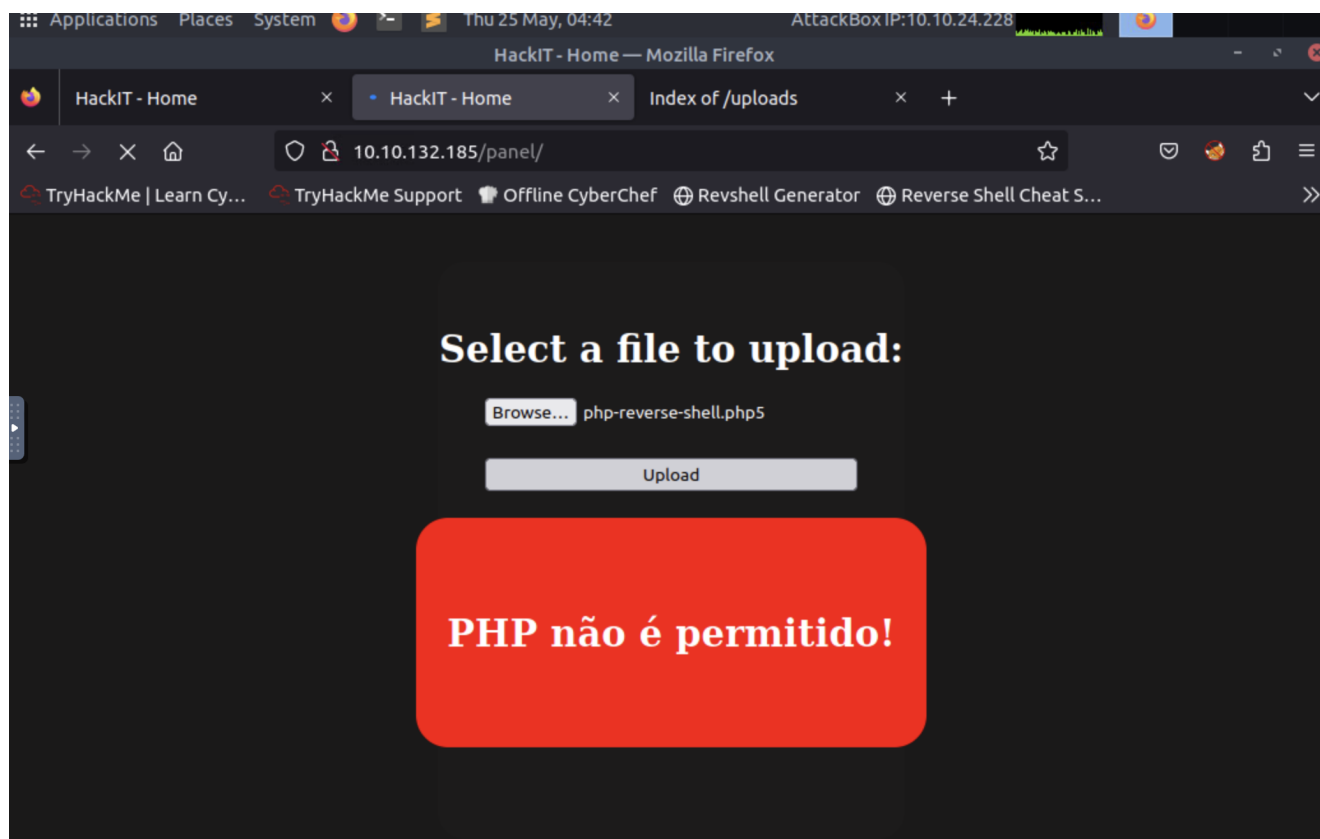 Applications Places System Thu 25 May, 04:42 AttackBox IP:10.10.24.228
HackIT - Home — Mozilla Firefox
HackIT - Home HackIT - Home Index of /uploads
10.10.132.185/panel/
TryHackMe | Learn Cy... TryHackMe Support Offline CyberChef Revshell Generator Reverse Shell Cheat S...
Select a file to upload:
Browse... php-reverse-shell.php5
Upload
PHP não é permitido!